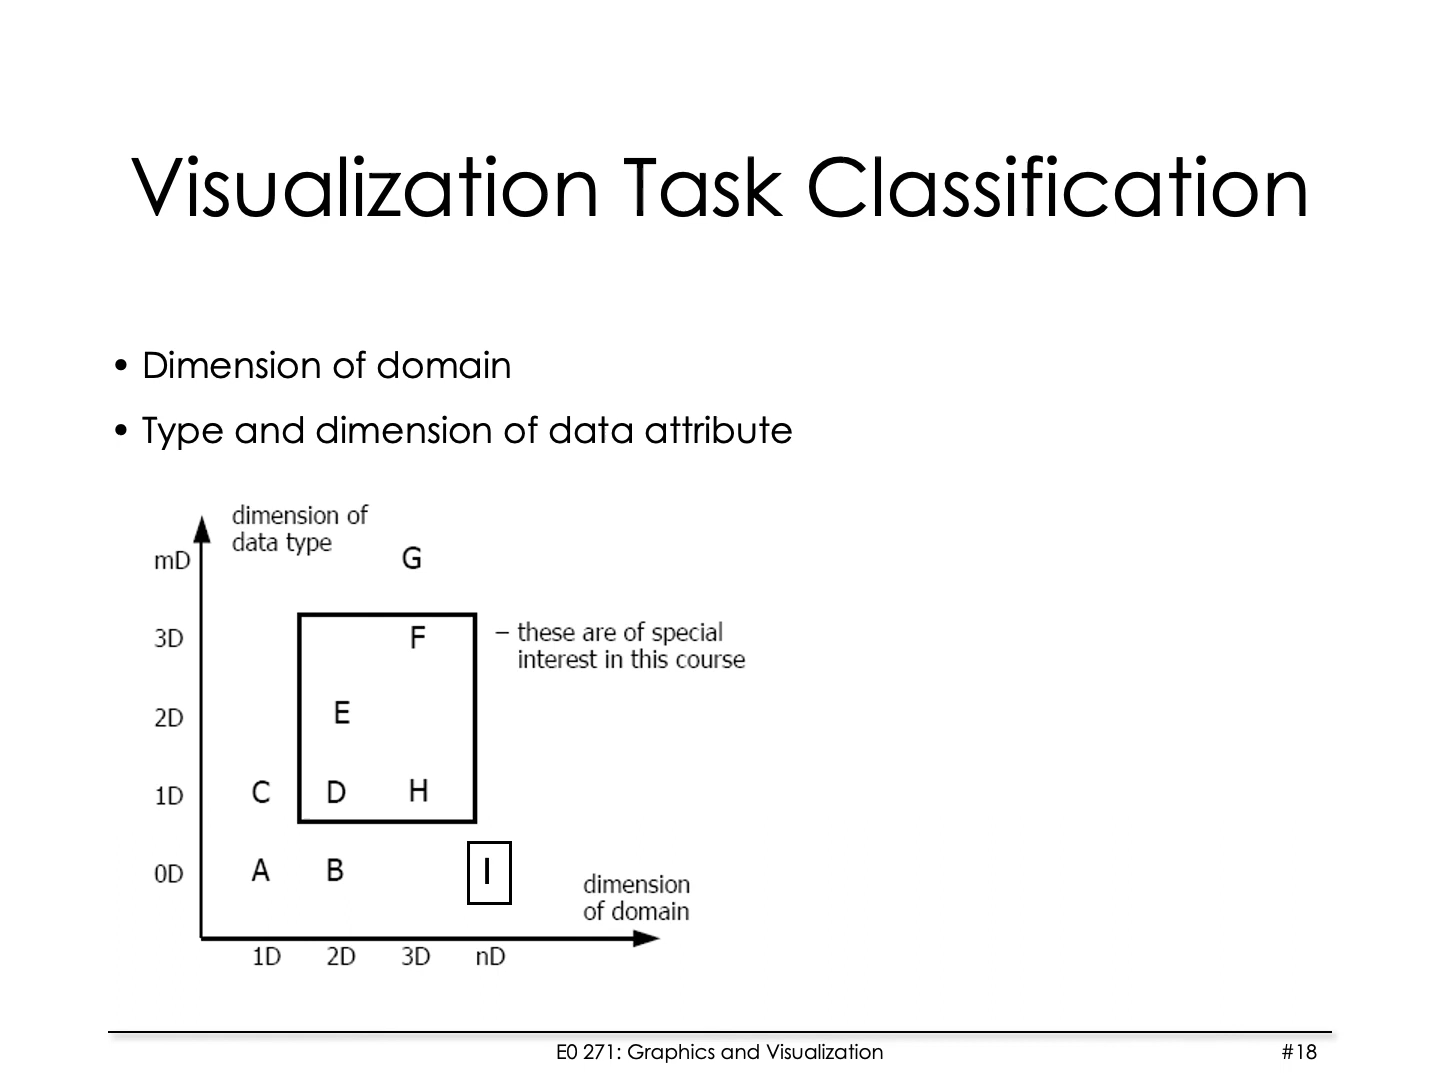 Visualization Task Classification
• Dimension of domain
• Type and dimension of data attribute
dimension of
data type
mD
G
3D
F
– these are of special
interest in this course
2D
E
1D
C D H
0D
A B I
dimension
of domain
1D 2D 3D nD
E0 271: Graphics and Visualization
#18